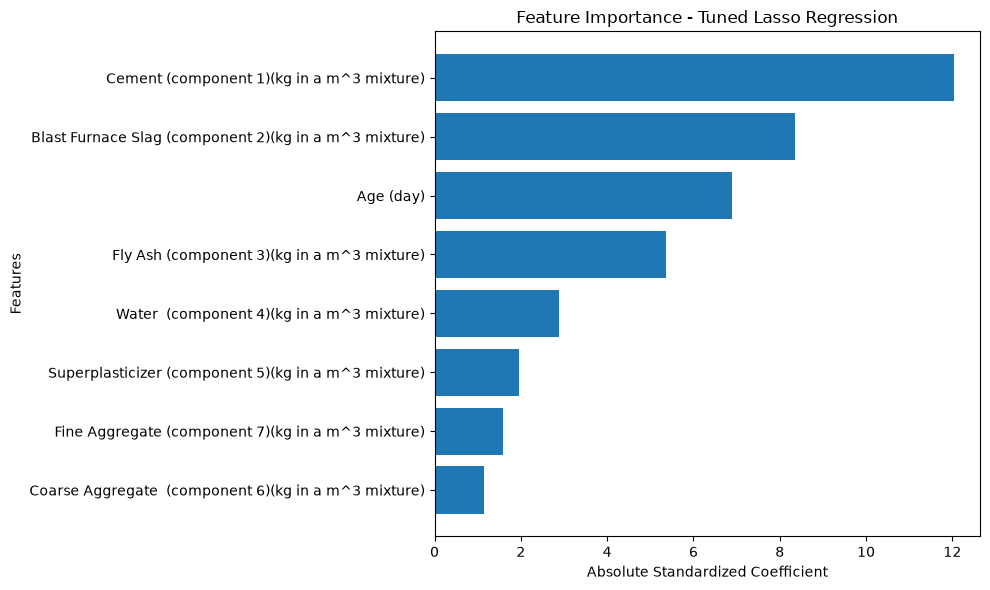 Feature Importance - Tuned Lasso Regression
Cement (component 1)(kg in a m^3 mixture)
Blast Furnace Slag (component 2)(kg in a m^3 mixture)
Age (day)
Fly Ash (component 3)(kg in a m^3 mixture)
Water  (component 4)(kg in a m^3 mixture)
Superplasticizer (component 5)(kg in a m^3 mixture)
Fine Aggregate (component 7)(kg in a m^3 mixture)
Coarse Aggregate  (component 6)(kg in a m^3 mixture)
Features
0 2 4 6 8 10 12
Absolute Standardized Coefficient